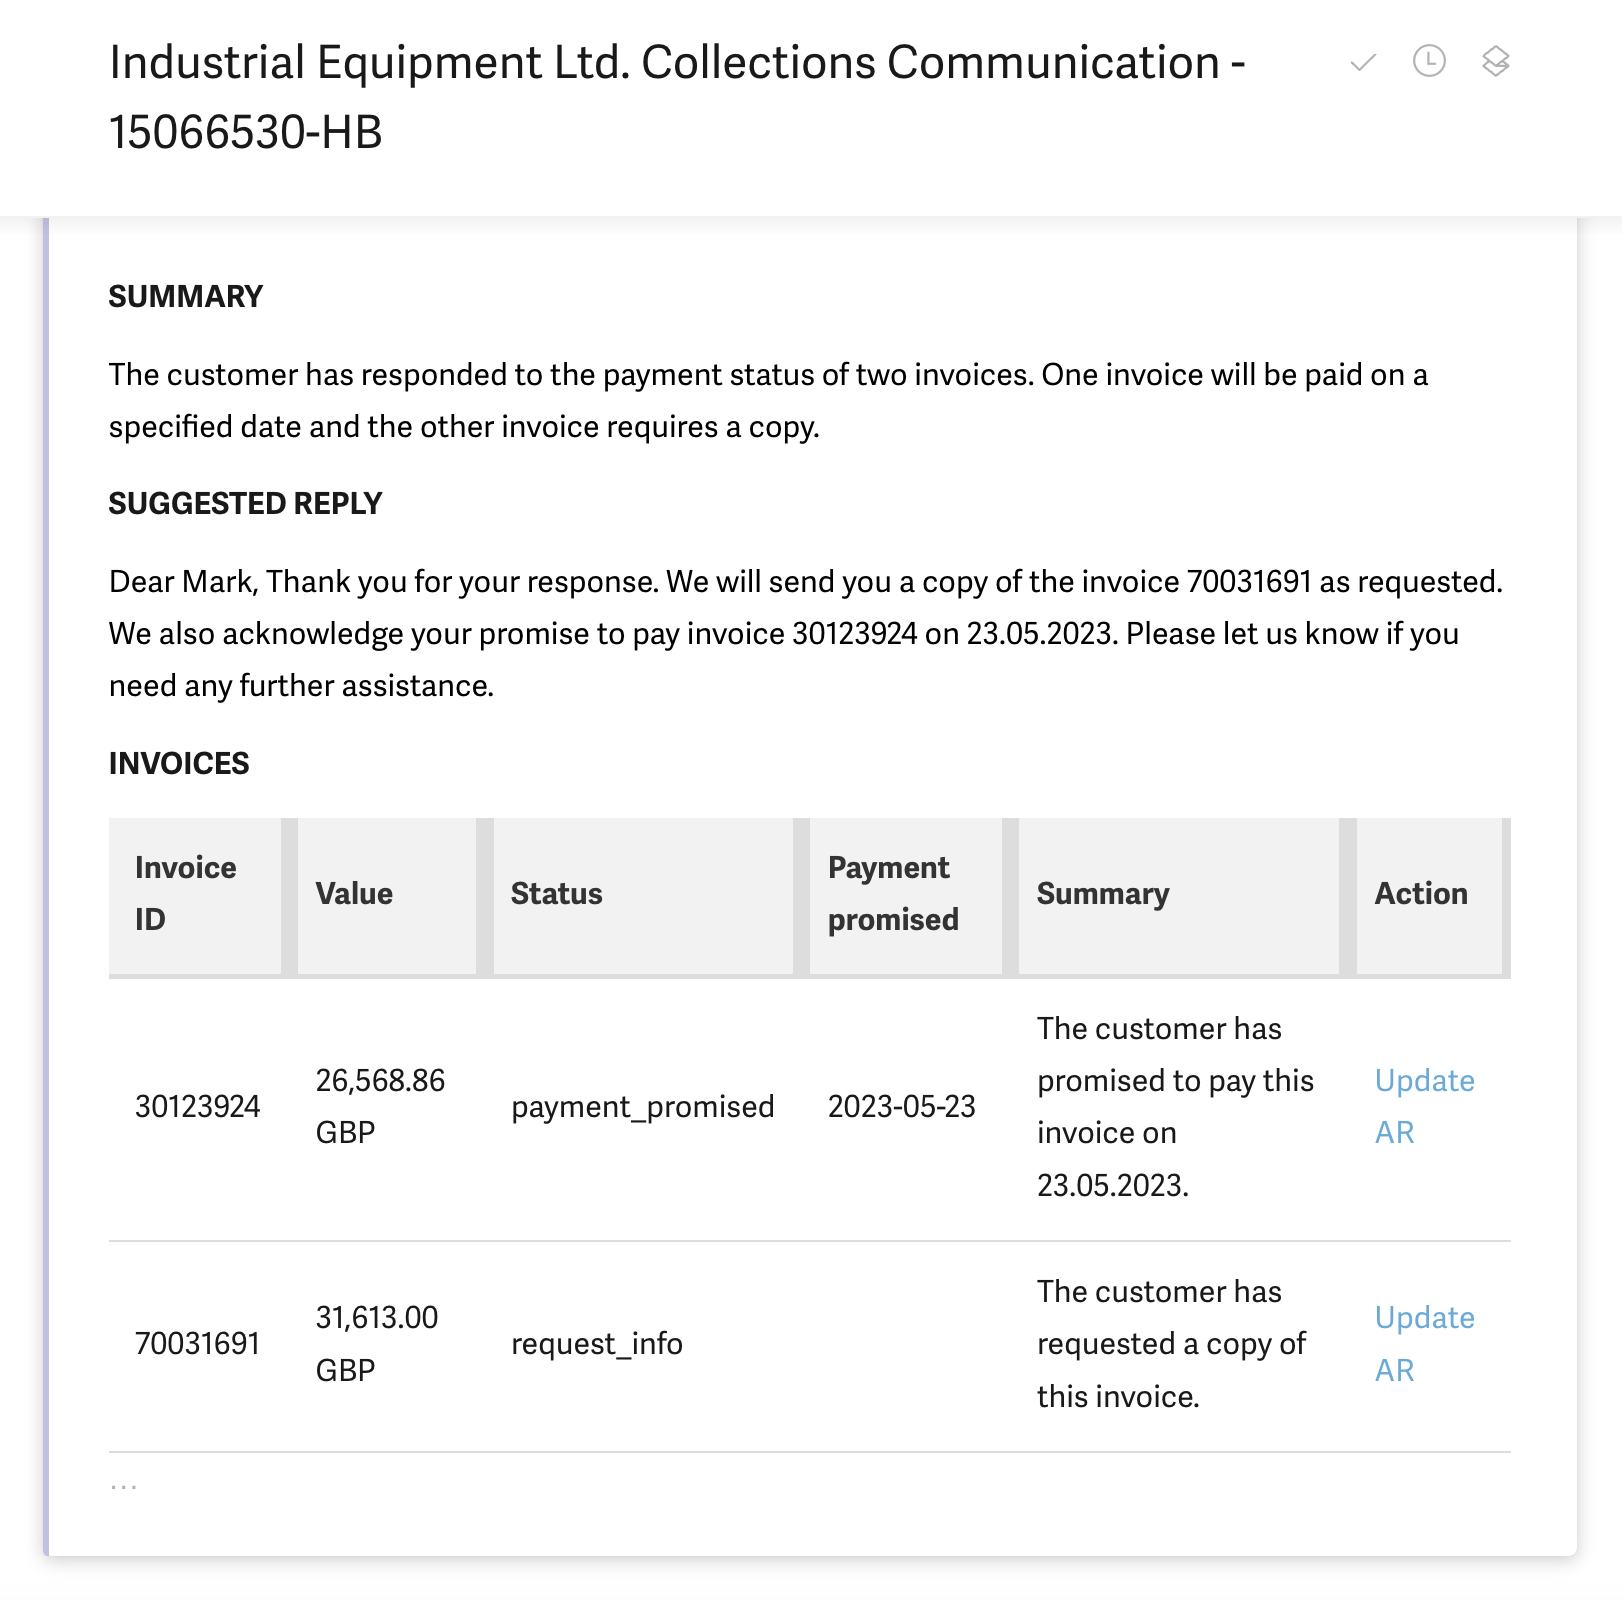 Industrial Equipment Ltd. Collections Communication -
15066530-HB
SUMMARY
The customer has responded to the payment status of two invoices. One invoice will be paid on a
specified date and the other invoice requires a copy.
SUGGESTED REPLY
Dear Mark, Thank you for your response. We will send you a copy of the invoice 70031691 as requested.
We also acknowledge your promise to pay invoice 30123924 on 23.05.2023. Please let us know if you
need any further assistance.
INVOICES
Invoice
ID
Value
Status
Payment
promised
Summary
Action
30123924
26,568.86
GBP
payment_promised
2023-05-23
The customer has
promised to pay this
invoice on
23.05.2023.
Update
AR
70031691
31,613.00
GBP
request_info
The customer has
requested a copy of
this invoice.
Update
AR
...